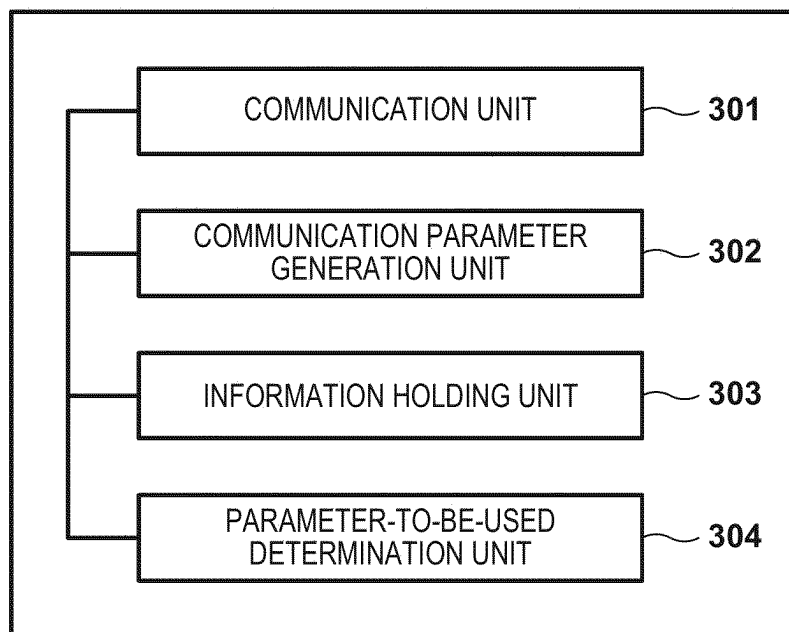 COMMUNICATION UNIT
301
COMMUNICATION PARAMETER
GENERATION UNIT
302
INFORMATION HOLDING UNIT
303
PARAMETER-TO-BE-USED
DETERMINATION UNIT
304